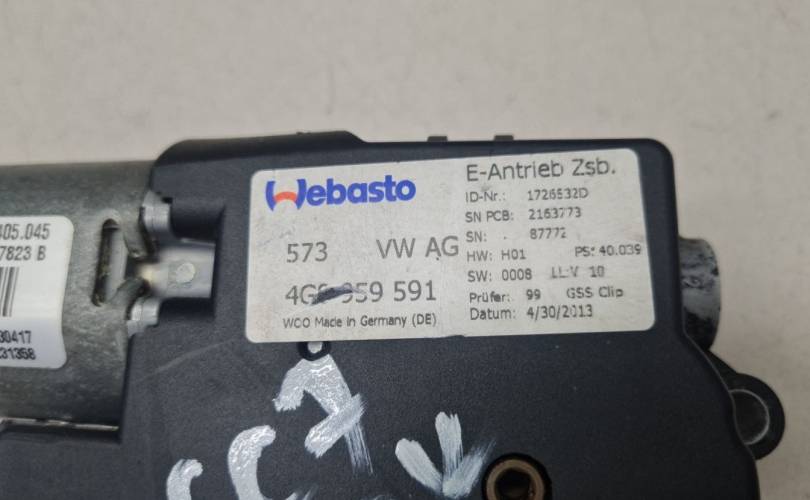 405.045
7823 B
30417
231358
Webasto
573 VW AG
959 591
WCO Made in Germany (DE)
E-Antrieb Zsb.
ID-Nr.: 1726532D
SN PCB: 2163773
SN: . 87772
HW: H01 PS: 40.039
SW: 0008 LL:V 10
Prüfer: 99 GSS Clip
Datum: 4/30/2013
CC7